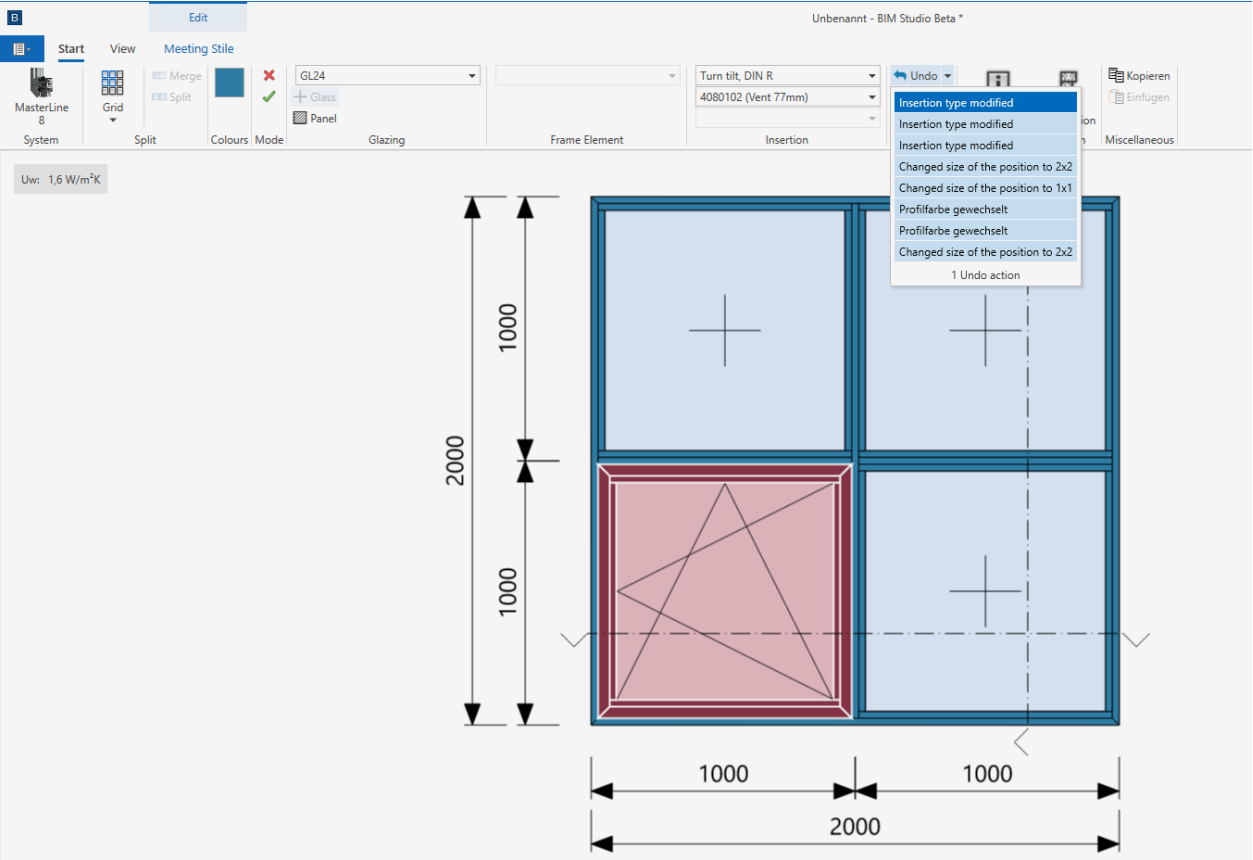 B
Edit
Unbenannt - BIM Studio Beta *
Start
View
Meeting Stile
MasterLine
8
System
Grid
Merge
Split
Split
Colours
Mode
GL24
Glass
Panel
Glazing
Frame Element
Turn tilt, DIN R
4080102 (Vent 77mm)
Insertion
Undo
Insertion type modified
Insertion type modified
Insertion type modified
Changed size of the position to 2x2
Changed size of the position to 1x1
Profilfarbe gewechselt
Profilfarbe gewechselt
Changed size of the position to 2x2
1 Undo action
Kopieren
Einfügen
Miscellaneous
Uw: 1,6 W/m²K
1000
2000
1000
1000
1000
2000